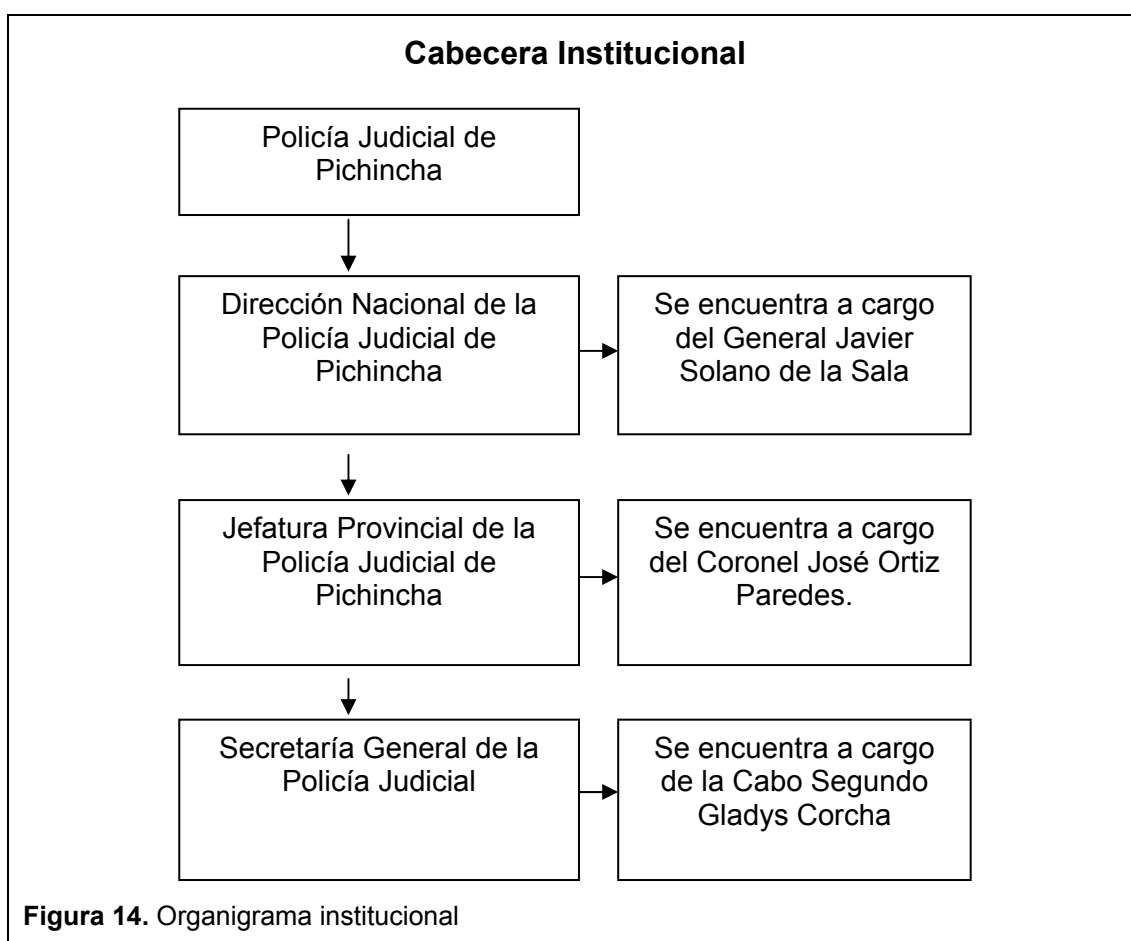 Cabecera Institucional
Policía Judicial de
Pichincha
Dirección Nacional de la
Policía Judicial de
Pichincha
Se encuentra a cargo
del General Javier
Solano de la Sala
Jefatura Provincial de la
Policía Judicial de
Pichincha
Se encuentra a cargo
del Coronel José Ortiz
Paredes.
Secretaría General de la
Policía Judicial
Se encuentra a cargo
de la Cabo Segundo
Gladys Corcha
Figura 14. Organigrama institucional